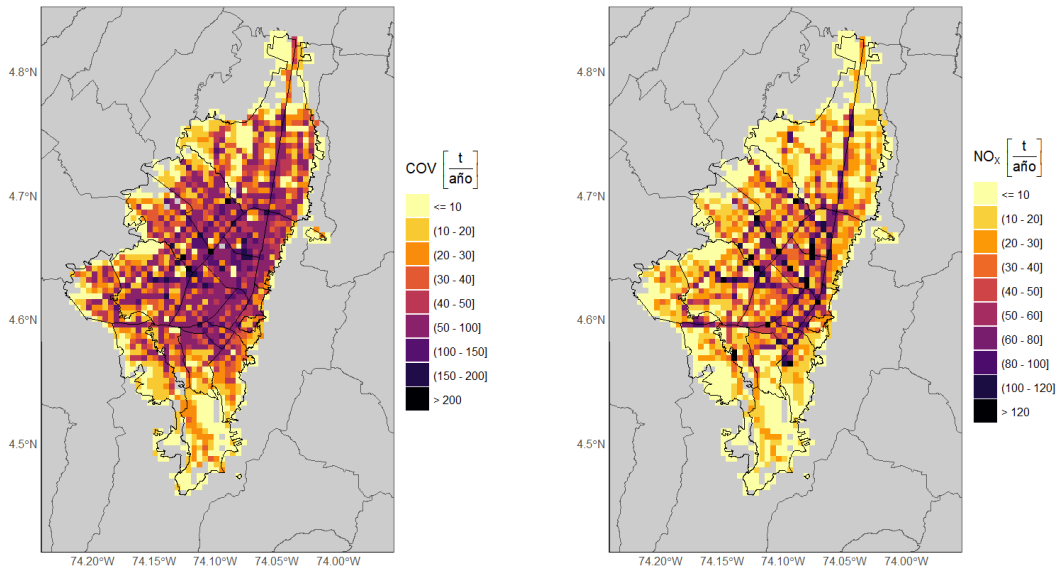 4.8°N
4.7°N
4.6°N
4.5°N
74.20°W 74.15°W 74.10°W 74.05°W 74.00°W
COV [t/año]
<= 10
(10 - 20]
(20 - 30]
(30 - 40]
(40 - 50]
(50 - 100]
(100 - 150]
(150 - 200]
> 200
4.8°N
4.7°N
4.6°N
4.5°N
74.20°W 74.15°W 74.10°W 74.05°W 74.00°W
NOₓ [t/año]
<= 10
(10 - 20]
(20 - 30]
(30 - 40]
(40 - 50]
(50 - 60]
(60 - 80]
(80 - 100]
(100 - 120]
> 120